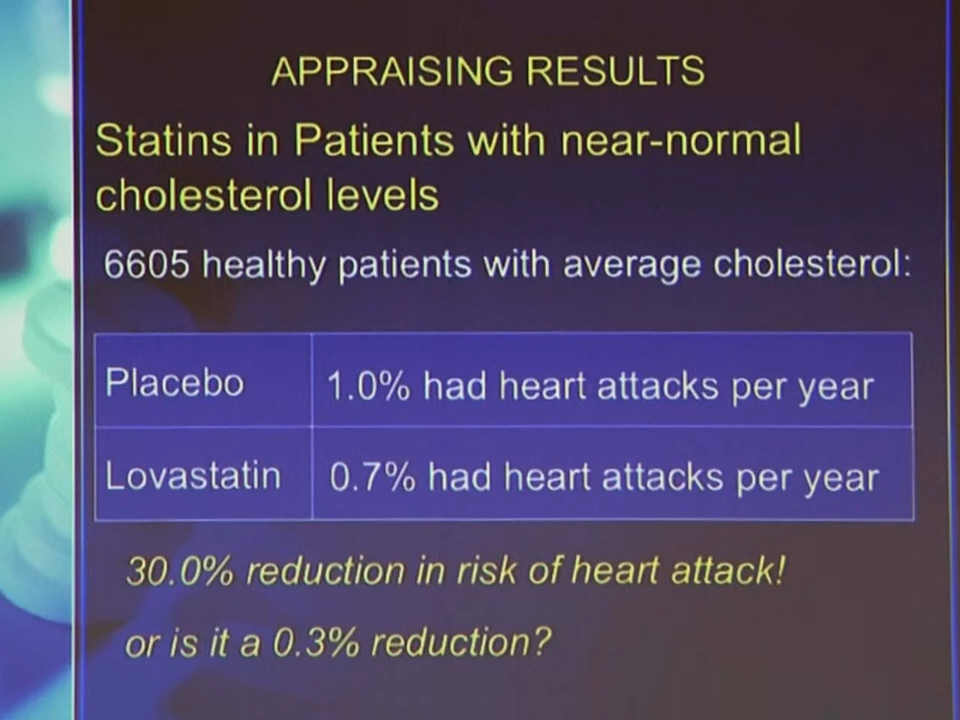 APPRAISING RESULTS
Statins in Patients with near-normal
cholesterol levels
6605 healthy patients with average cholesterol:
Placebo 1.0% had heart attacks per year
Lovastatin 0.7% had heart attacks per year
30.0% reduction in risk of heart attack!
or is it a 0.3% reduction?